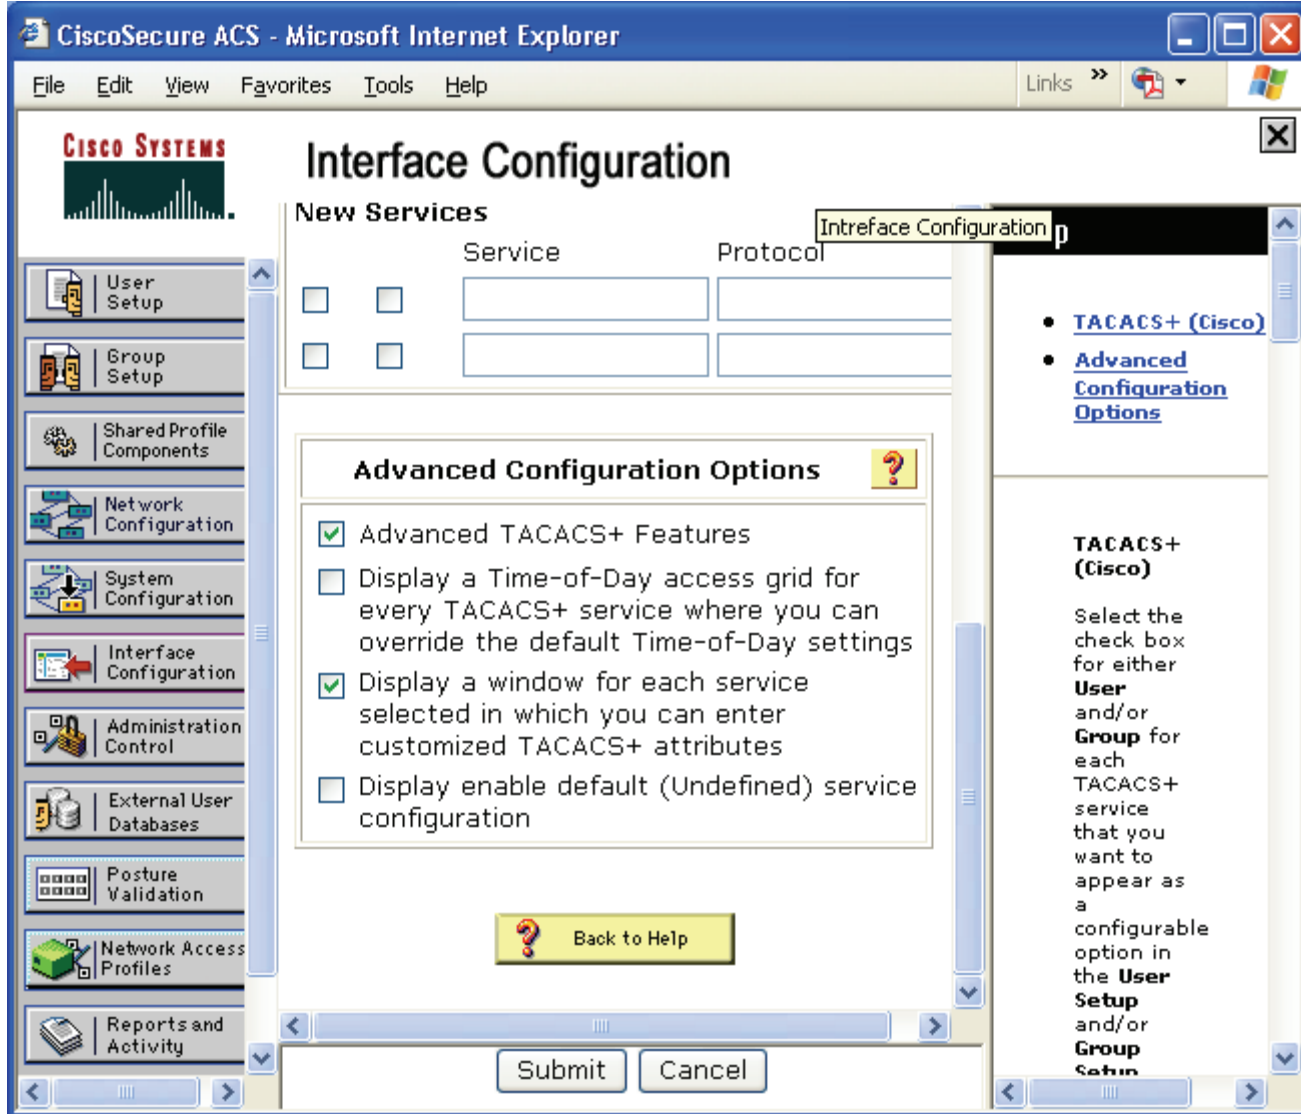 CiscoSecure ACS - Microsoft Internet Explorer
File Edit View Favorites Tools Help Links »
CISCO SYSTEMS
Interface Configuration
Intreface Configuration
User
Setup
Group
Setup
Shared Profile
Components
Network
Configuration
System
Configuration
Interface
Configuration
Administration
Control
External User
Databases
Posture
Validation
Network Access
Profiles
Reports and
Activity
New Services
Service Protocol
Advanced Configuration Options ?
Advanced TACACS+ Features
Display a Time-of-Day access grid for
every TACACS+ service where you can
override the default Time-of-Day settings
Display a window for each service
selected in which you can enter
customized TACACS+ attributes
Display enable default (Undefined) service
configuration
? Back to Help
Submit Cancel
p
TACACS+ (Cisco)
Advanced
Configuration
Options
TACACS+
(Cisco)
Select the
check box
for either
User
and/or
Group for
each
TACACS+
service
that you
want to
appear as
a
configurable
option in
the User
Setup
and/or
Group
Setup